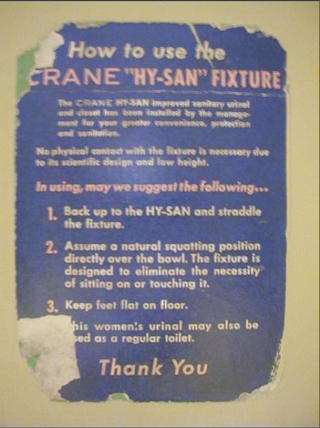 How to use the
CRANE "HY-SAN" FIXTURE
The CRANE HY-SAN improved sanitary urinal
and closet has been installed by the manage-
ment for your greater convenience, protection
and sanitation.
No physical contact with the fixture is necessary due
to its scientific design and low height.
In using, may we suggest the following...
1. Back up to the HY-SAN and straddle
the fixture.
2. Assume a natural squatting position
directly over the bowl. The fixture is
designed to eliminate the necessity
of sitting on or touching it.
3. Keep feet flat on floor.
his women's urinal may also be
sed as a regular toilet.
Thank You